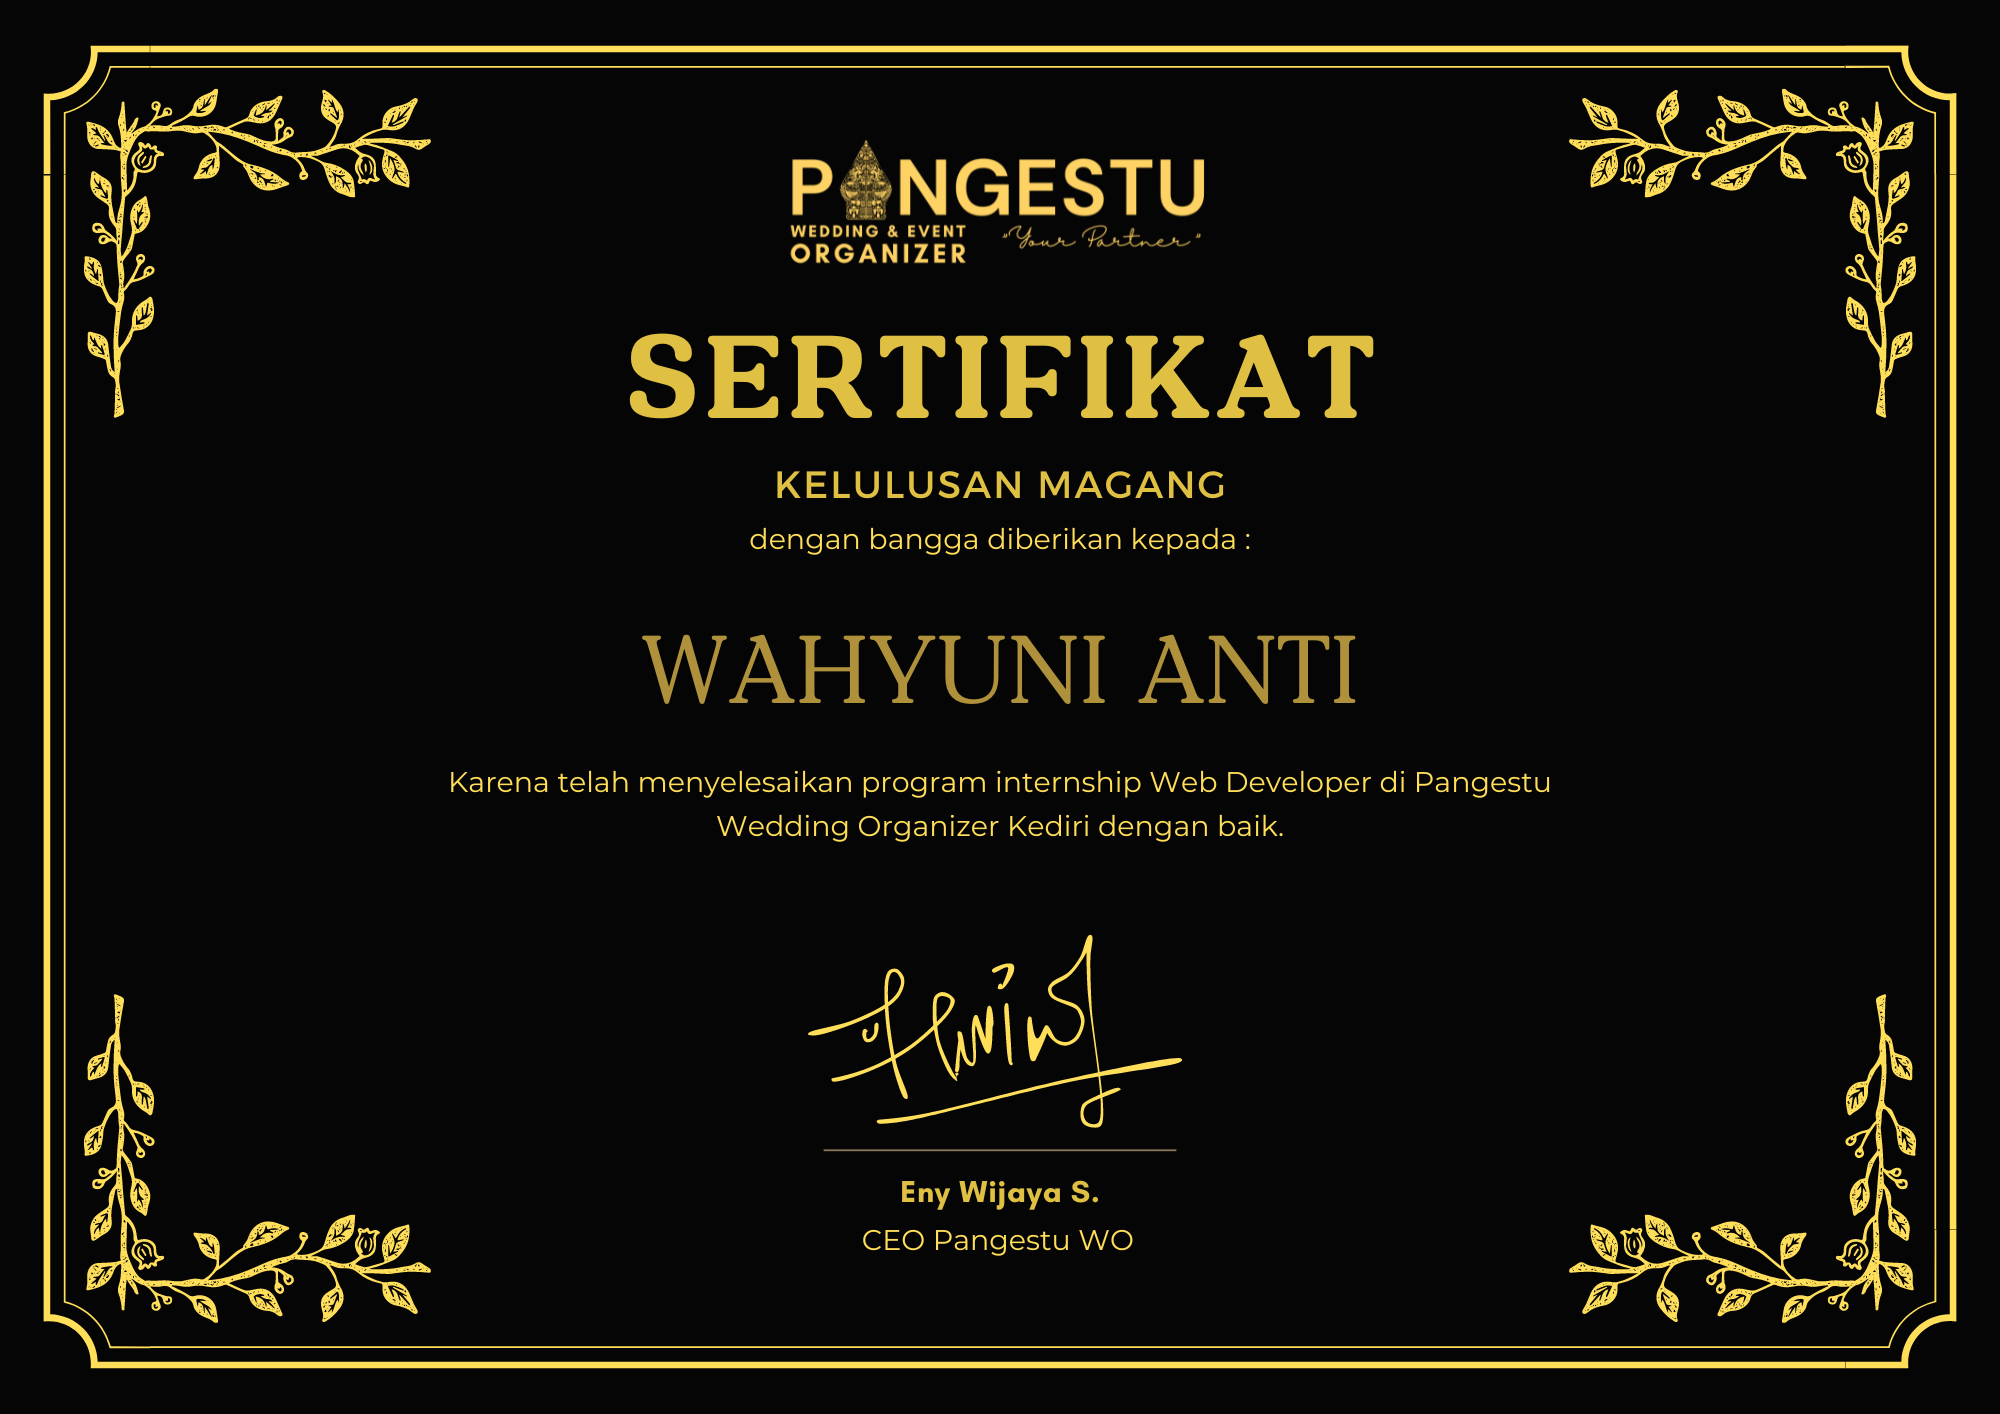 PANGESTU
WEDDING & EVENT
ORGANIZER
"Your Partner"
SERTIFIKAT
KELULUSAN MAGANG
dengan bangga diberikan kepada :
WAHYUNI ANTI
Karena telah menyelesaikan program internship Web Developer di Pangestu
Wedding Organizer Kediri dengan baik.
Eny Wijaya S.
CEO Pangestu WO